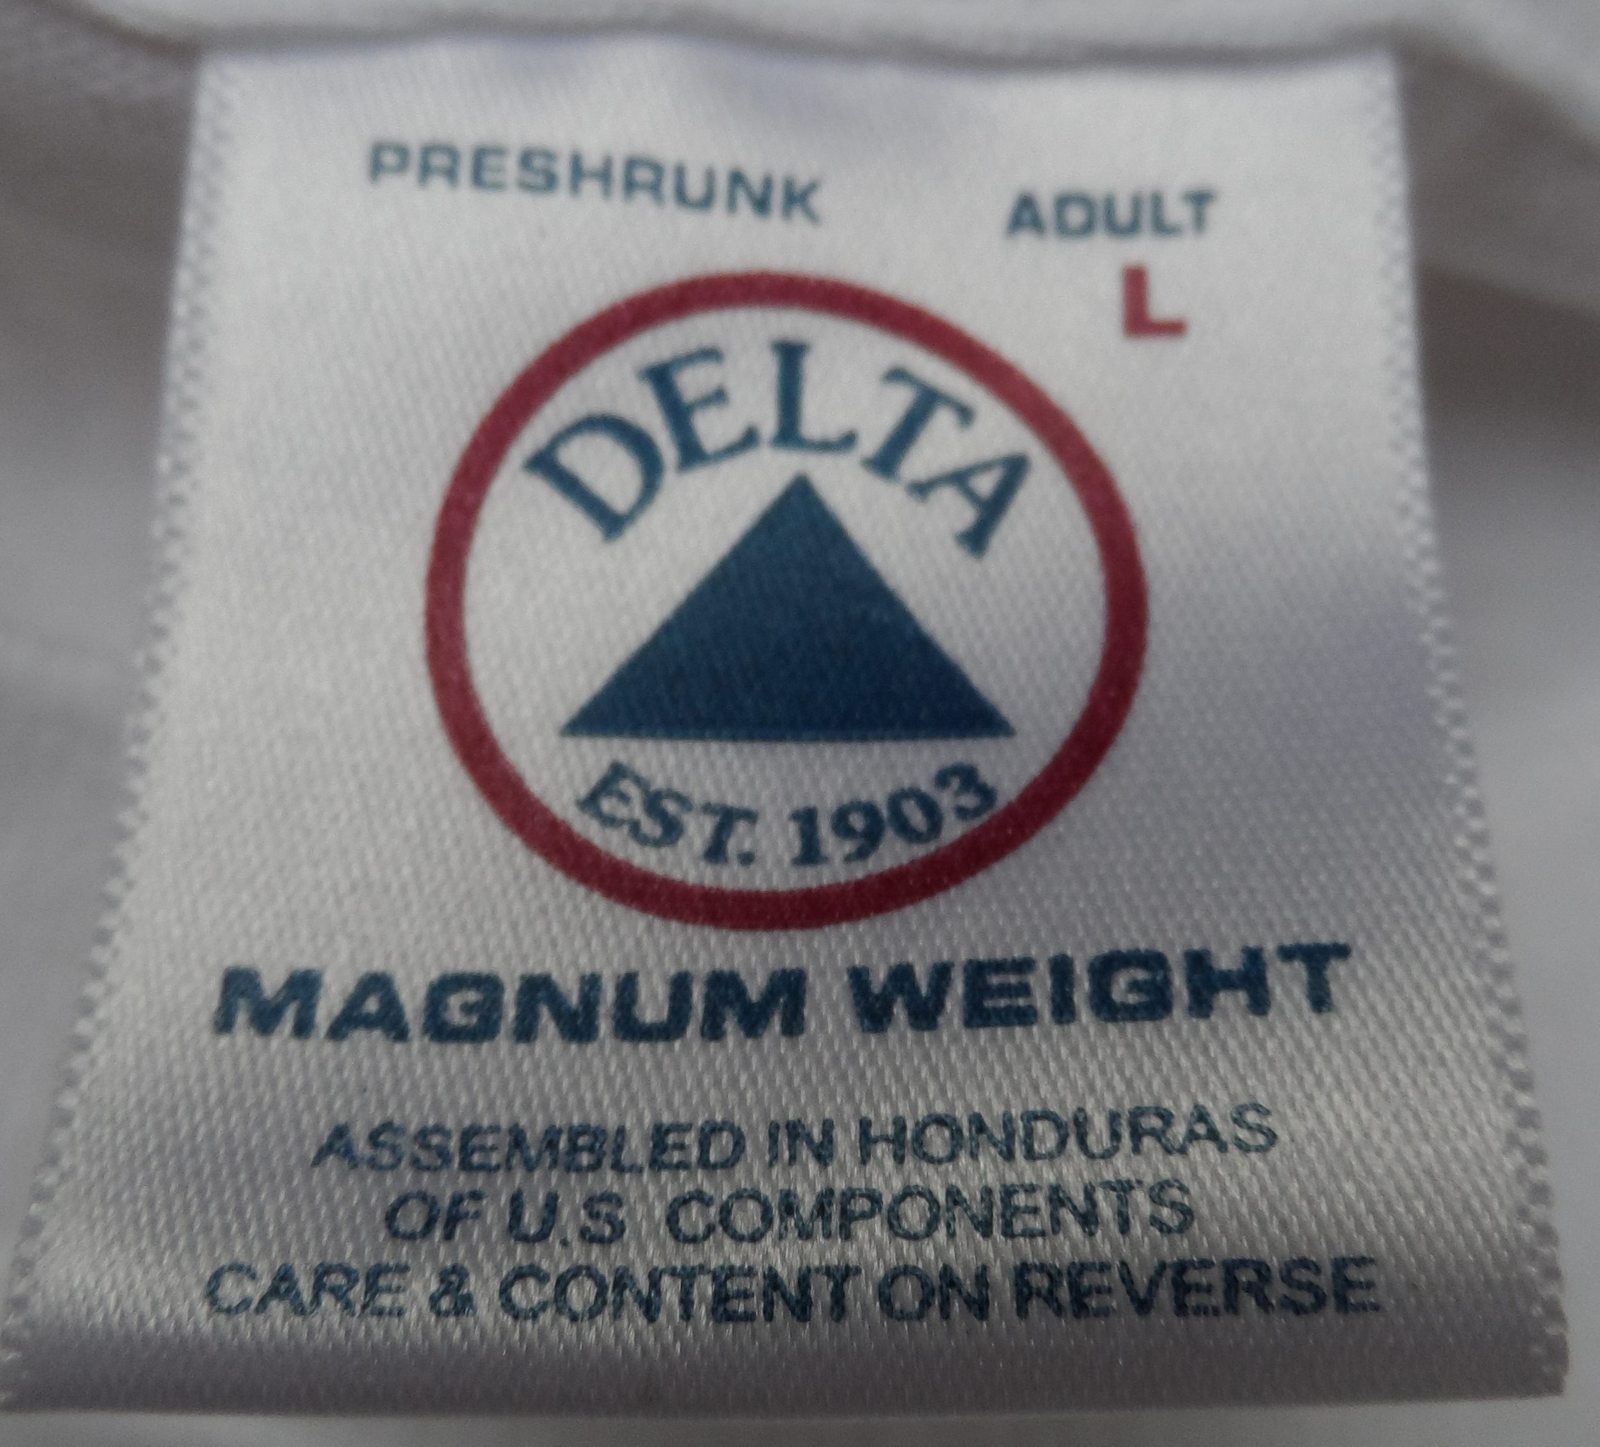 PRESHRUNK
ADULT
L
DELTA
EST. 1903
MAGNUM WEIGHT
ASSEMBLED IN HONDURAS
OF U.S COMPONENTS
CARE & CONTENT ON REVERSE